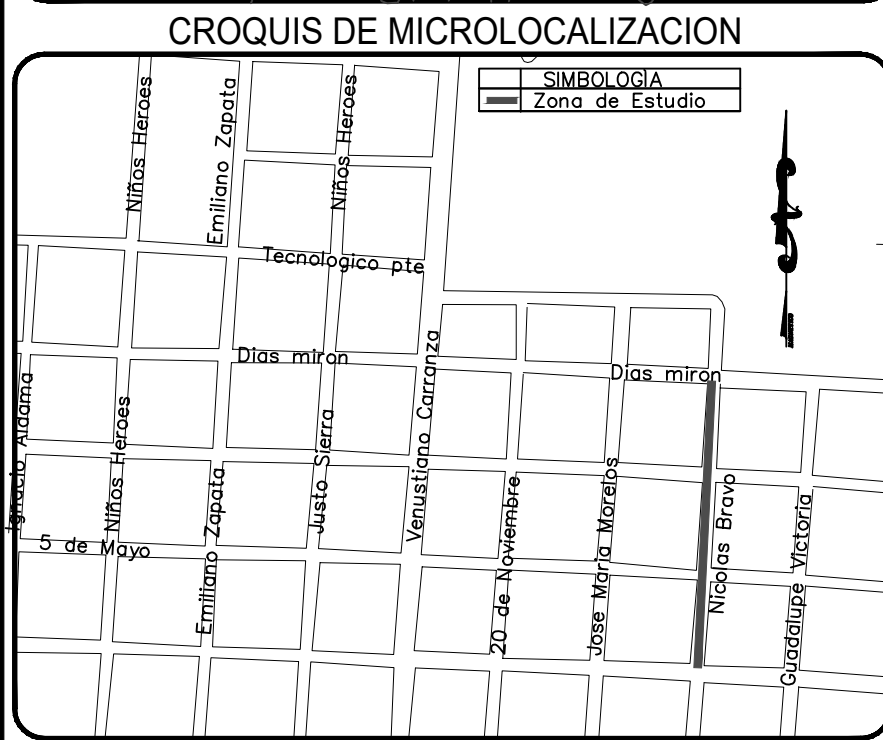 CROQUIS DE MICROLOCALIZACION
SIMBOLOGÌA
Zona de Estudio
Niños Heroes
Emiliano Zapata
Niños Heroes
Tecnologico pte
Dias miron
Dias miron
Ignacio Aldama
Niños Heroes
Emiliano Zapata
Justo Sierra
Venustiano Carranza
20 de Noviembre
Jose Maria Morelos
Nicolas Bravo
Guadalupe Victoria
5 de Mayo